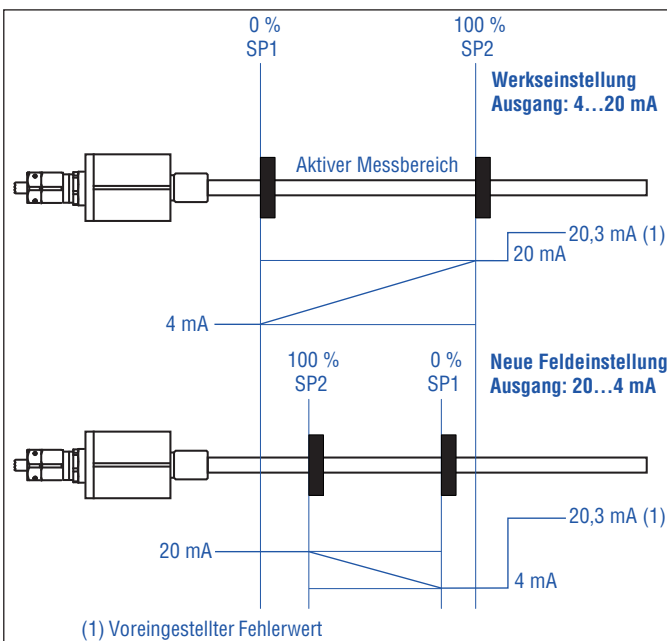 0 %
SP1
100 %
SP2
Werkseinstellung
Ausgang: 4...20 mA
Aktiver Messbereich
20,3 mA (1)
20 mA
4 mA
100 %
SP2
0 %
SP1
Neue Feldeinstellung
Ausgang: 20...4 mA
20,3 mA (1)
20 mA
4 mA
(1) Voreingestellter Fehlerwert